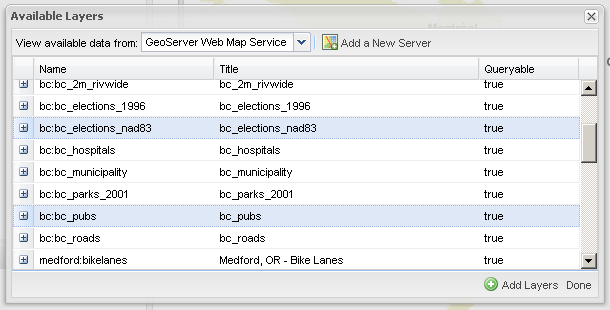 Available Layers
View available data from: GeoServer Web Map Service Add a New Server
Name Title Queryable
bc:bc_2m_rivwide bc_2m_rivwide true
bc:bc_elections_1996 bc_elections_1996 true
bc:bc_elections_nad83 bc_elections_nad83 true
bc:bc_hospitals bc_hospitals true
bc:bc_municipality bc_municipality true
bc:bc_parks_2001 bc_parks_2001 true
bc:bc_pubs bc_pubs true
bc:bc_roads bc_roads true
medford:bikelanes Medford, OR - Bike Lanes true
Add Layers Done